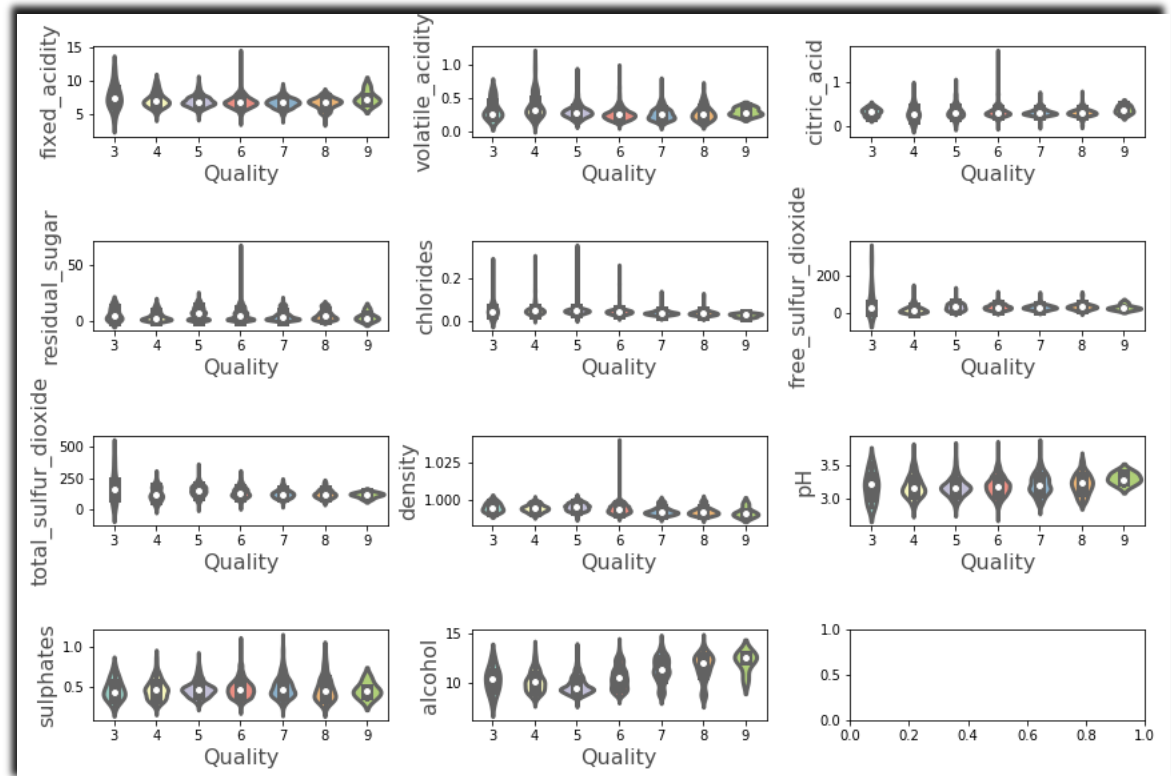 fixed_acidity
15
10
5
3 4 5 6 7 8 9
Quality
volatile_acidity
1.0
0.5
0.0
3 4 5 6 7 8 9
Quality
citric_acid
1
0
3 4 5 6 7 8 9
Quality
residual_sugar
50
0
3 4 5 6 7 8 9
Quality
chlorides
0.2
0.0
3 4 5 6 7 8 9
Quality
free_sulfur_dioxide
200
0
3 4 5 6 7 8 9
Quality
total_sulfur_dioxide
500
250
0
3 4 5 6 7 8 9
Quality
density
1.025
1.000
3 4 5 6 7 8 9
Quality
pH
3.5
3.0
3 4 5 6 7 8 9
Quality
sulphates
1.0
0.5
3 4 5 6 7 8 9
Quality
alcohol
15
10
3 4 5 6 7 8 9
Quality
1.0
0.5
0.0
0.0 0.2 0.4 0.6 0.8 1.0